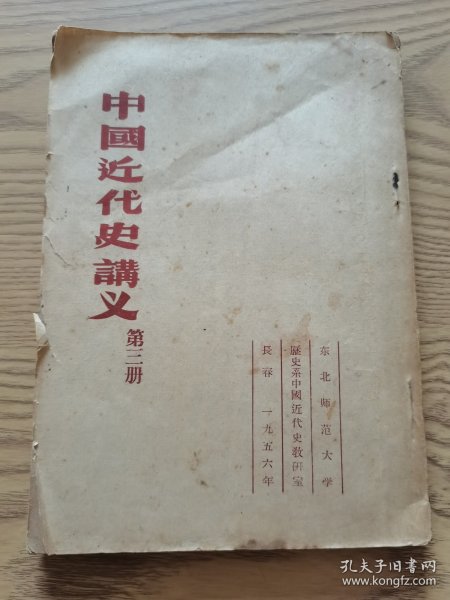 中國近代史講义
第三册
东北师范大学
歷史系中國近代史教研室
長春 一九五六年
孔夫子旧书网
www.kongfz.com